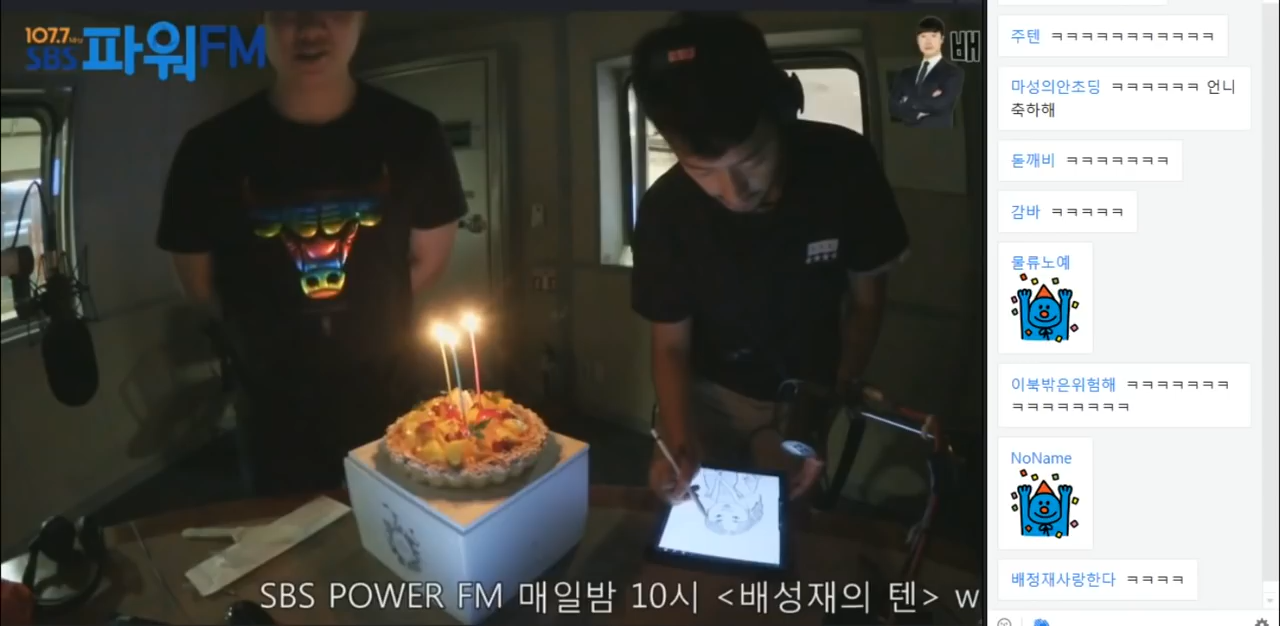 107.7MHz
SBS 파워FM
배
SBS POWER FM 매일밤 10시 <배성재의 텐> w
주텐 ㅋㅋㅋㅋㅋㅋㅋㅋㅋㅋㅋ
마성의안초딩 ㅋㅋㅋㅋㅋㅋ 언니
축하해
돋깨비 ㅋㅋㅋㅋㅋㅋㅋ
감바 ㅋㅋㅋㅋㅋ
물류노예
이북밖은위험해 ㅋㅋㅋㅋㅋㅋㅋ
ㅋㅋㅋㅋㅋㅋㅋㅋ
NoName
배정재사랑한다 ㅋㅋㅋㅋ